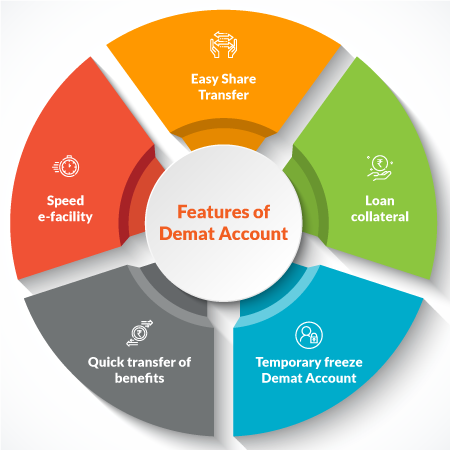 Easy Share
Transfer
Speed
e-facility
Loan
collateral
Features of
Demat Account
Quick transfer of
benefits
Temporary freeze
Demat Account